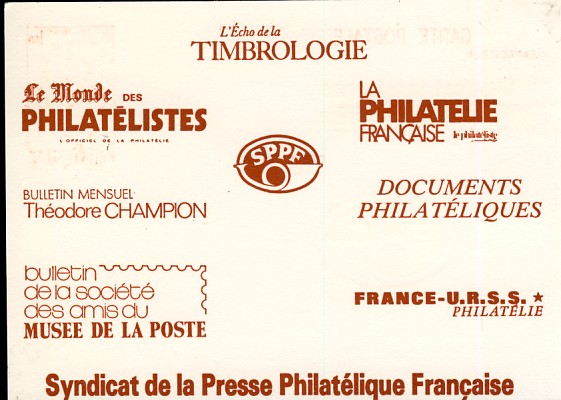 L'Écho de la
TIMBROLOGIE
Le Monde DES
PHILATÉLISTES
L'OFFICIEL DE LA PHILATÉLIE
LA
PHILATELIE
FRANÇAISE le philatéliste
SPPF
BULLETIN MENSUEL
Théodore CHAMPION
DOCUMENTS
PHILATÉLIQUES
bulletin
de la société
des amis du
MUSEE DE LA POSTE
FRANCE-U.R.S.S. ★
PHILATÉLIE
Syndicat de la Presse Philatélique Française